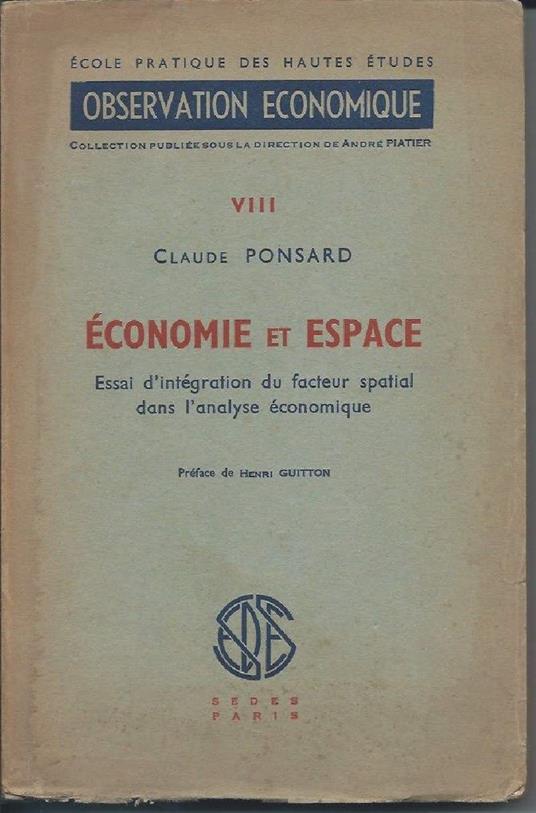 ÉCOLE PRATIQUE DES HAUTES ÉTUDES
OBSERVATION ECONOMIQUE
COLLECTION PUBLIÉE SOUS LA DIRECTION DE ANDRÉ PIATIER
VIII
CLAUDE PONSARD
ÉCONOMIE ET ESPACE
Essai d'intégration du facteur spatial
dans l'analyse économique
Préface de HENRI GUITTON
SEDES
SEDES
PARIS